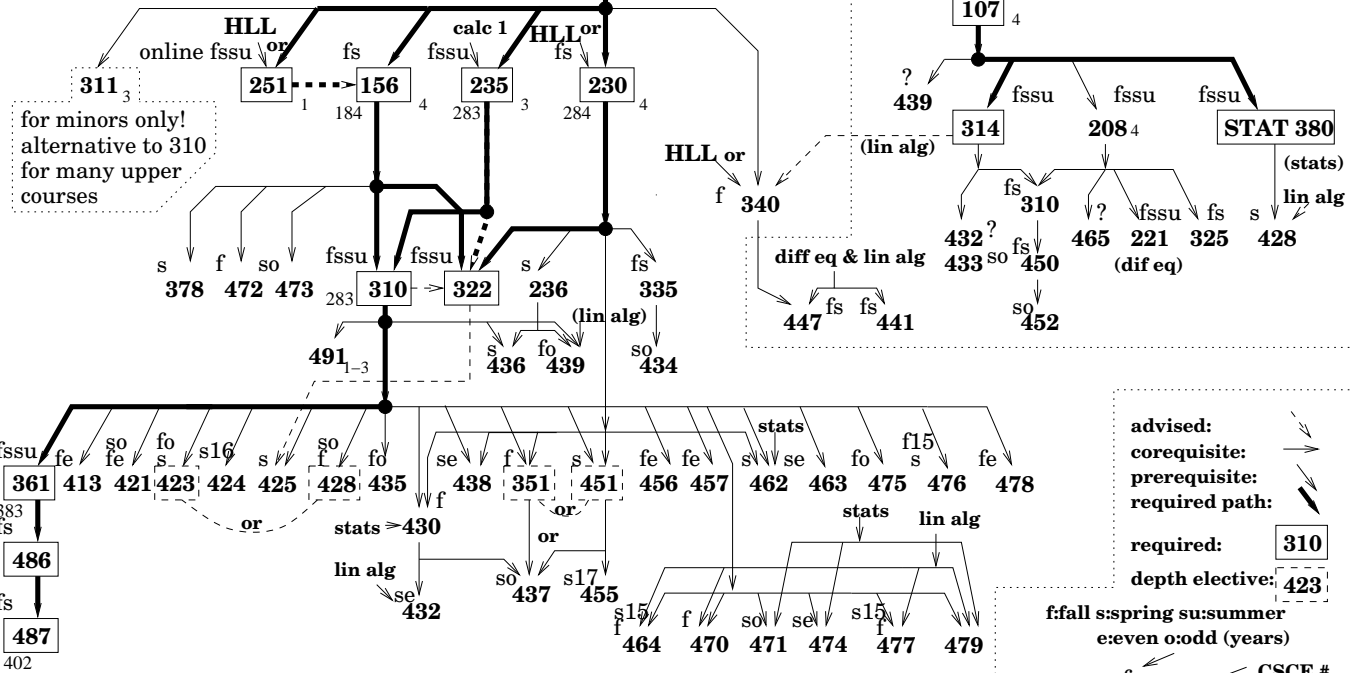 107 4
HLL or
calc 1
HLL or
online fssu
fs
fssu
fs
311 3
251 1
156
184 4
235
283 3
230
284 4
?
439
fssu
fssu
fssu
314
208 4
STAT 380
for minors only!
alternative to 310
for many upper
courses
(lin alg)
HLL or
f
340
(stats)
lin alg
fs
310
432 ?
433 so
fs
450
?
465
fssu
221
(dif eq)
fs
325
s
428
so
452
s
378
f
472
so
473
fssu
310
283
fssu
322
s
236
fs
335
diff eq & lin alg
fs
447
fs
441
(lin alg)
491 1–3
s
436
fo
439
so
434
fssu
361
383
fe
413
so
fe
421
fo
s
423
s16
424
s
425
so
f
428
fo
435
or
se
438
f
351
s
451
or
fe
456
fe
457
stats
s
462
se
463
fo
475
f15
s
476
fe
478
fs
486
fs
487
402
f
stats
430
lin alg
se
432
or
so
437
s17
455
stats
lin alg
s15
f
464
f
470
so
471
se
474
s15
f
477
479
advised:
corequisite:
prerequisite:
required path:
required: 310
depth elective: 423
f:fall s:spring su:summer
e:even o:odd (years)
CSCE #